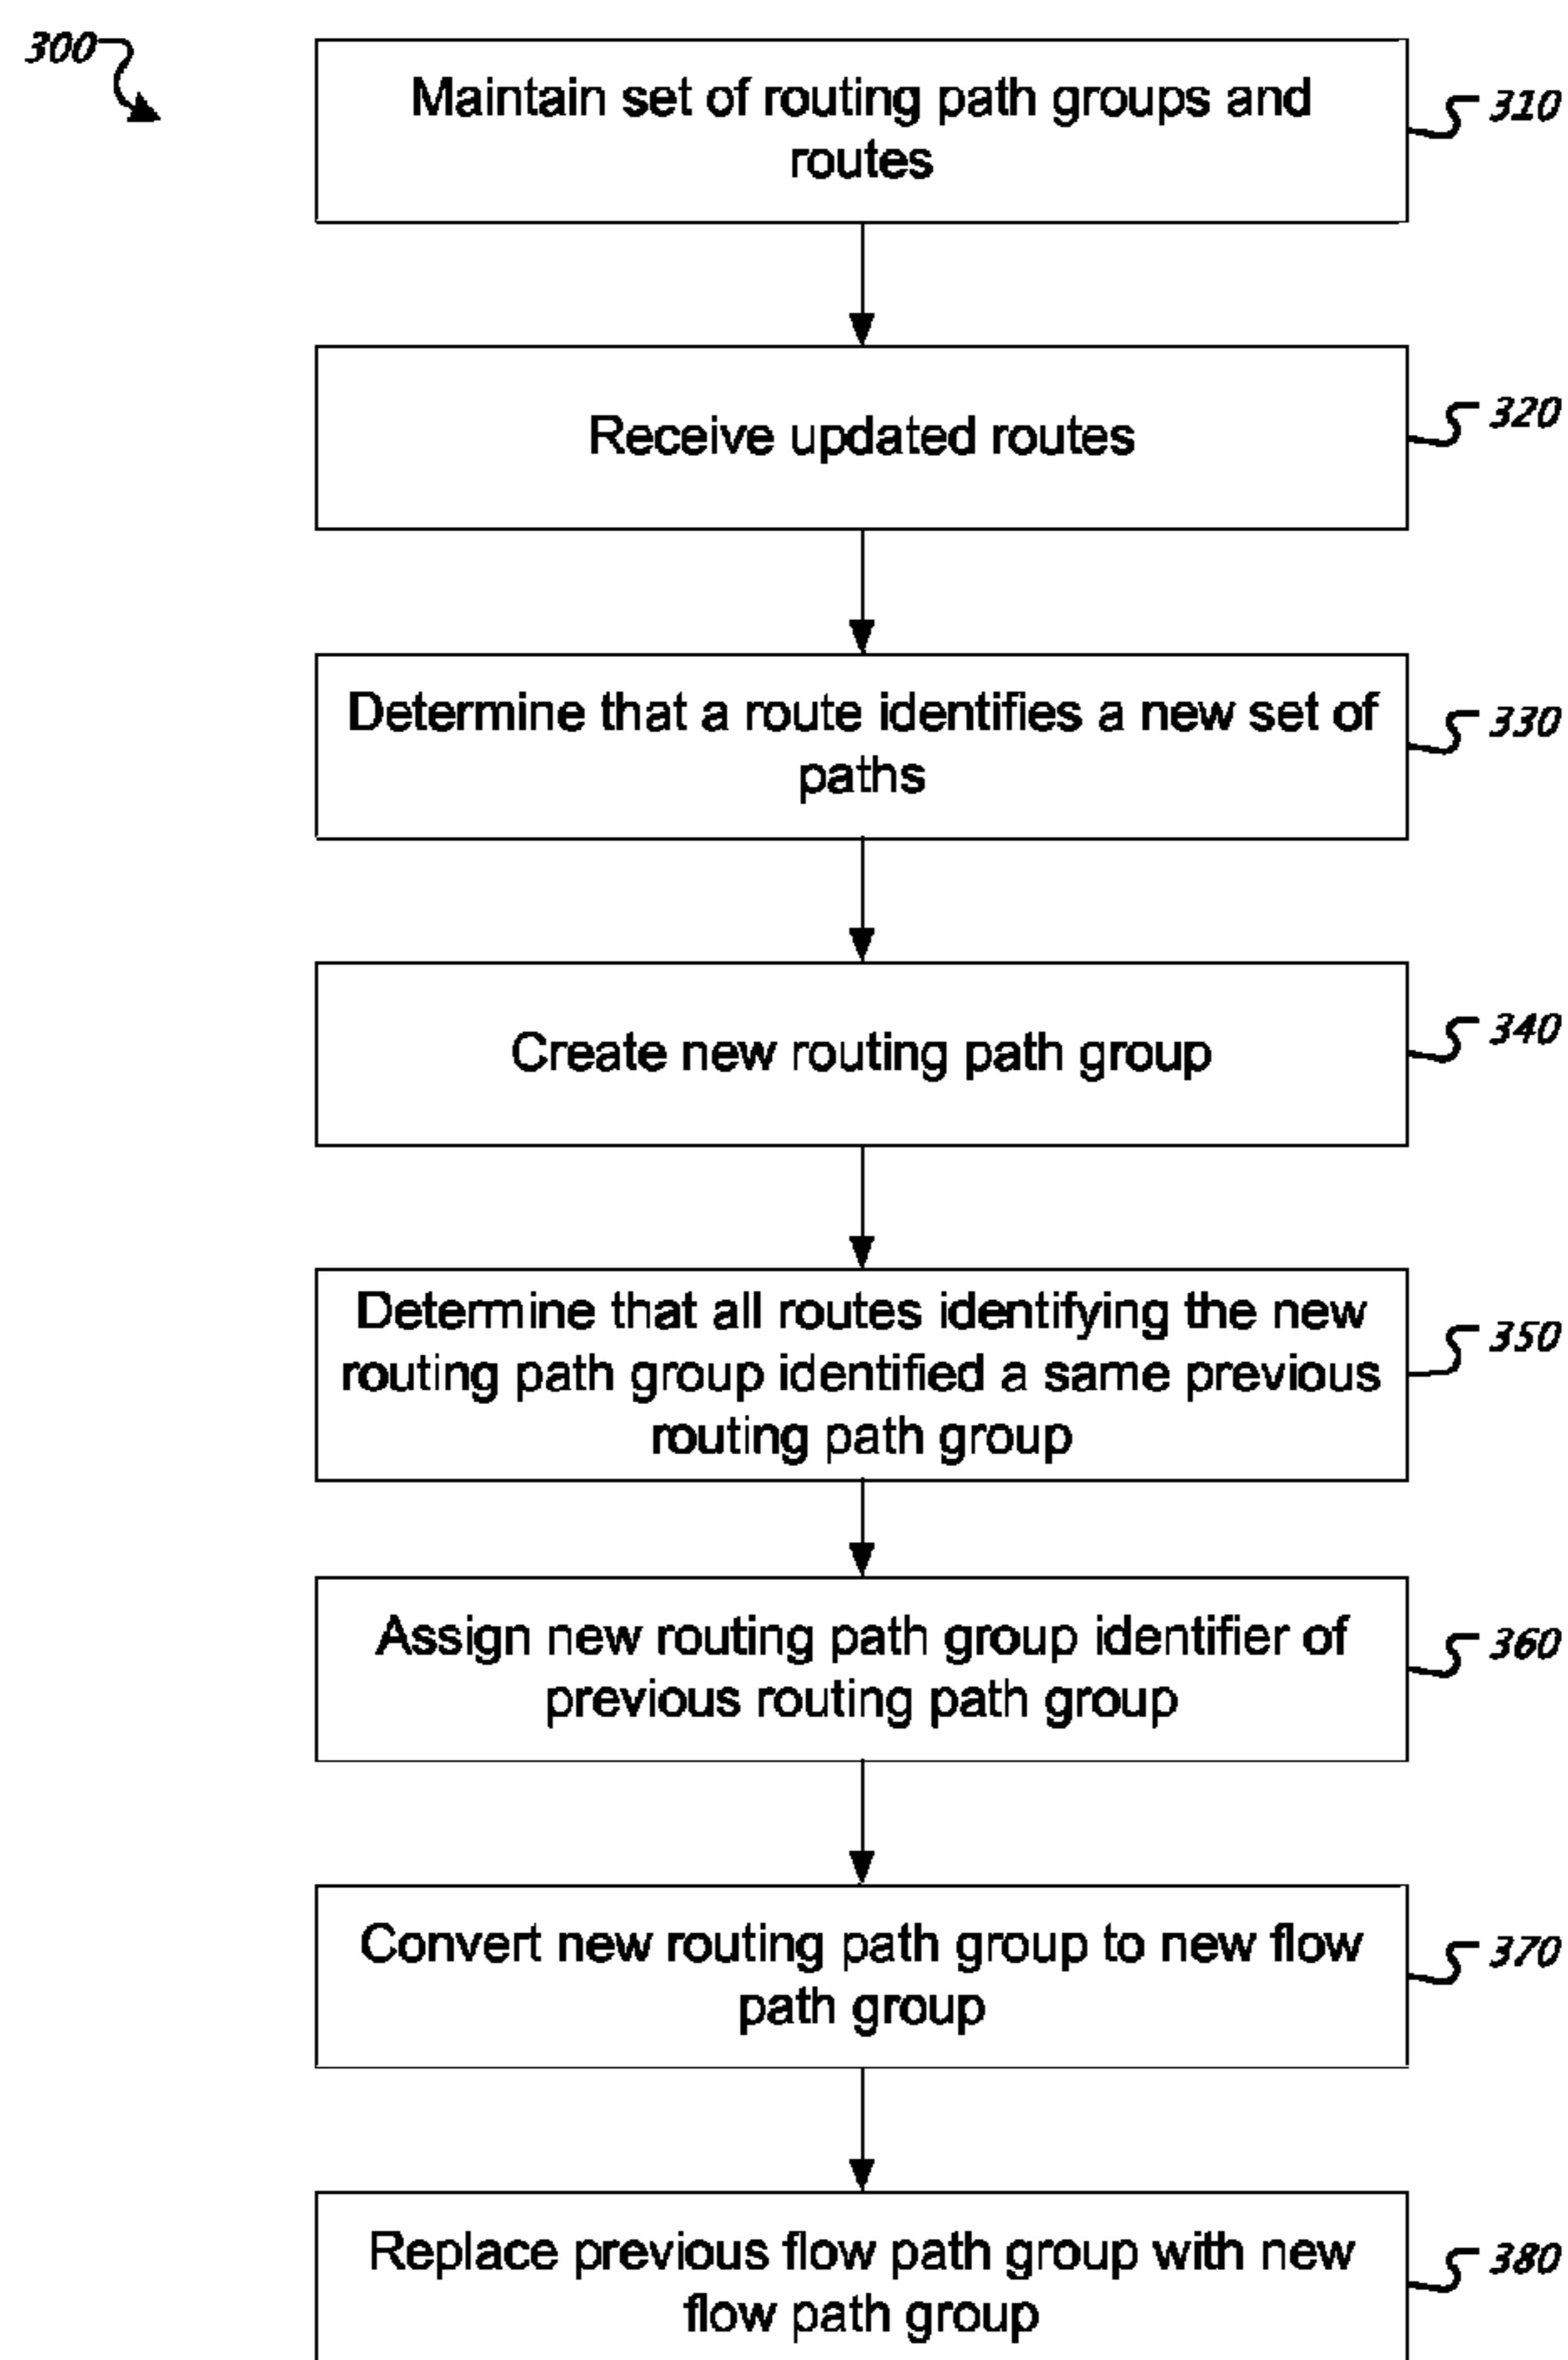 300
Maintain set of routing path groups and
routes
310
Receive updated routes
320
Determine that a route identifies a new set of
paths
330
Create new routing path group
340
Determine that all routes identifying the new
routing path group identified a same previous
routing path group
350
Assign new routing path group identifier of
previous routing path group
360
Convert new routing path group to new flow
path group
370
Replace previous flow path group with new
flow path group
380